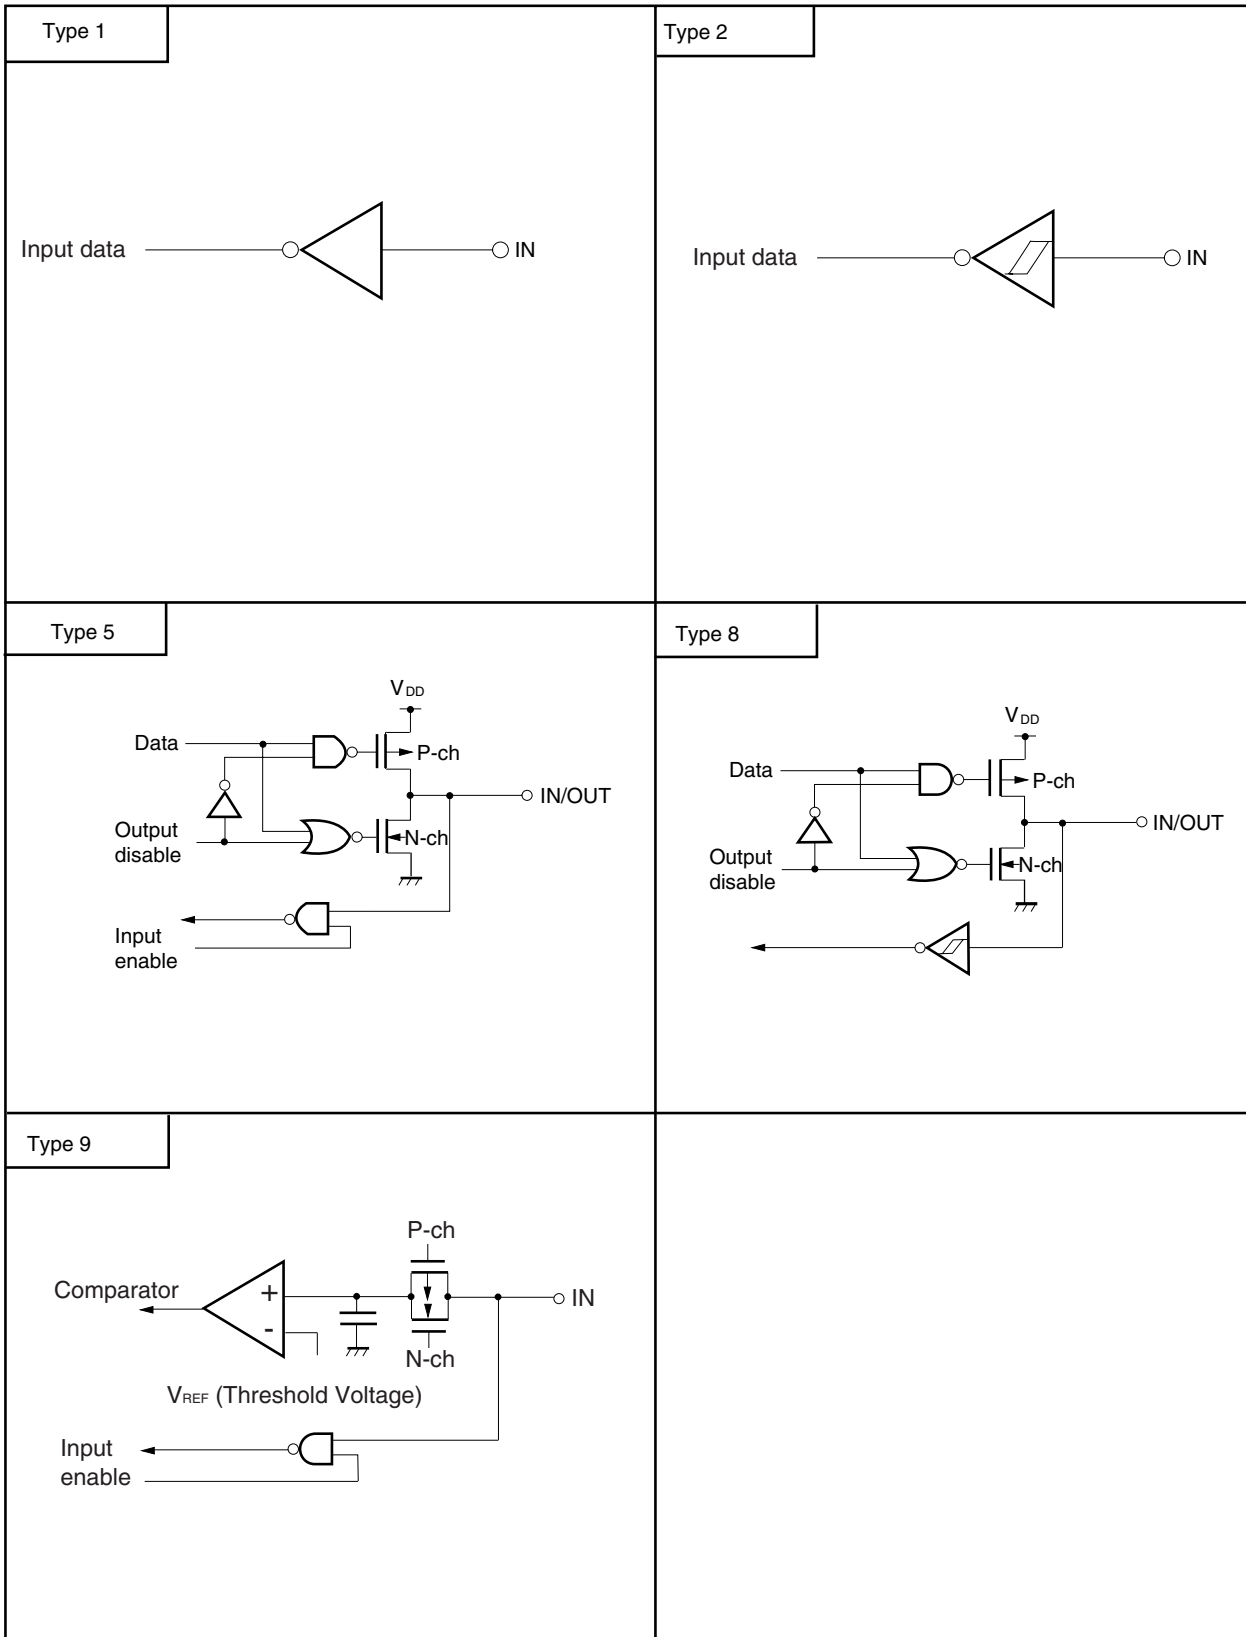 Type 1
Input data
IN
Type 2
Input data
IN
Type 5
VDD
Data
P-ch
IN/OUT
Output
disable
N-ch
Input
enable
Type 8
VDD
Data
P-ch
IN/OUT
Output
disable
N-ch
Type 9
P-ch
Comparator
+
-
IN
N-ch
VREF (Threshold Voltage)
Input
enable